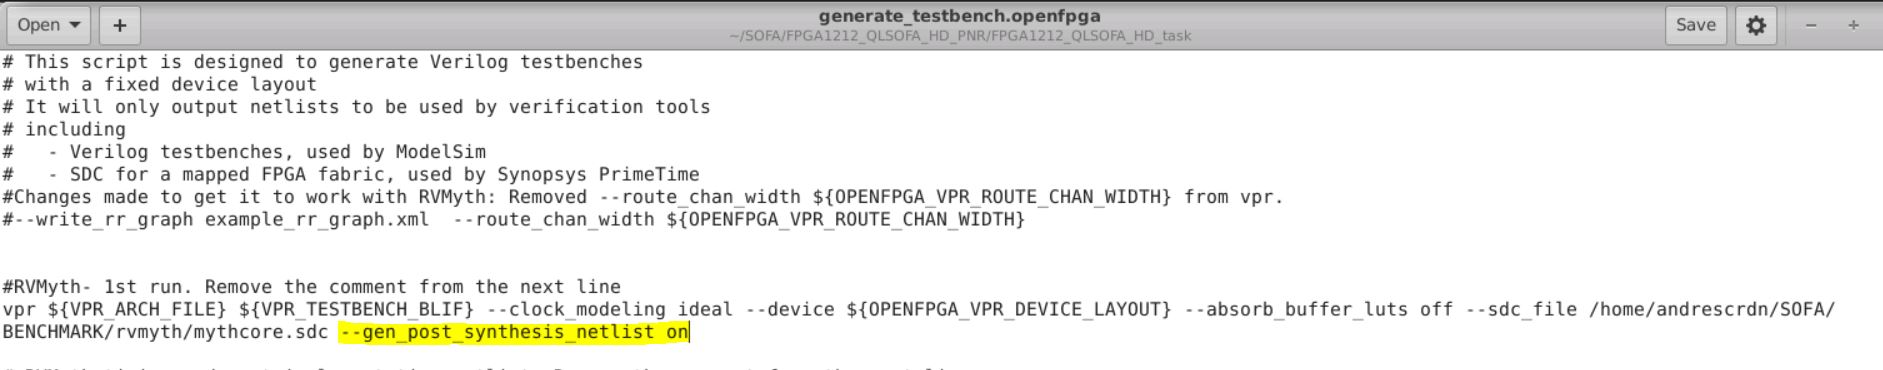 Open
+
generate_testbench.openfpga
~/SOFA/FPGA1212_QLSOFA_HD_PNR/FPGA1212_QLSOFA_HD_task
Save
# This script is designed to generate Verilog testbenches
# with a fixed device layout
# It will only output netlists to be used by verification tools
# including
#   - Verilog testbenches, used by ModelSim
#   - SDC for a mapped FPGA fabric, used by Synopsys PrimeTime
#Changes made to get it to work with RVMyth: Removed --route_chan_width ${OPENFPGA_VPR_ROUTE_CHAN_WIDTH} from vpr.
#--write_rr_graph example_rr_graph.xml  --route_chan_width ${OPENFPGA_VPR_ROUTE_CHAN_WIDTH}
#RVMyth- 1st run. Remove the comment from the next line
vpr ${VPR_ARCH_FILE} ${VPR_TESTBENCH_BLIF} --clock_modeling ideal --device ${OPENFPGA_VPR_DEVICE_LAYOUT} --absorb_buffer_luts off --sdc_file /home/andrescrdn/SOFA/
BENCHMARK/rvmyth/mythcore.sdc --gen_post_synthesis_netlist on